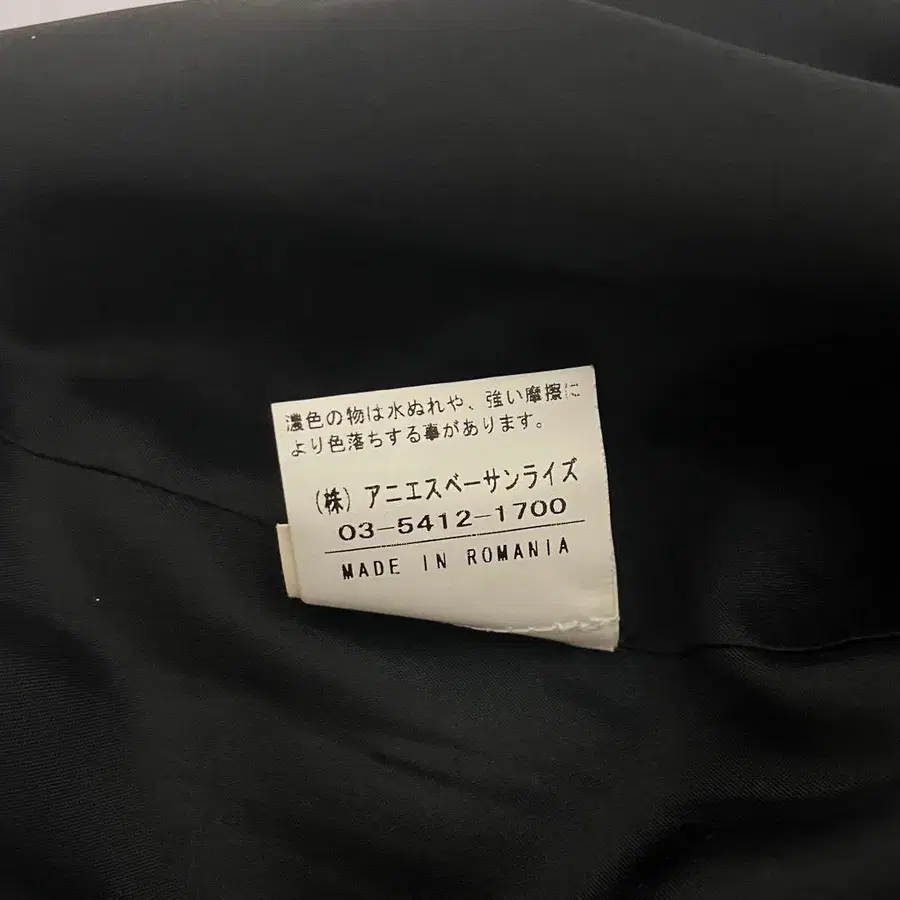 濃色の物は水ぬれや、強い摩擦に
より色落ちする事があります。
(株)アニエスベーサンライズ
03-5412-1700
MADE IN ROMANIA